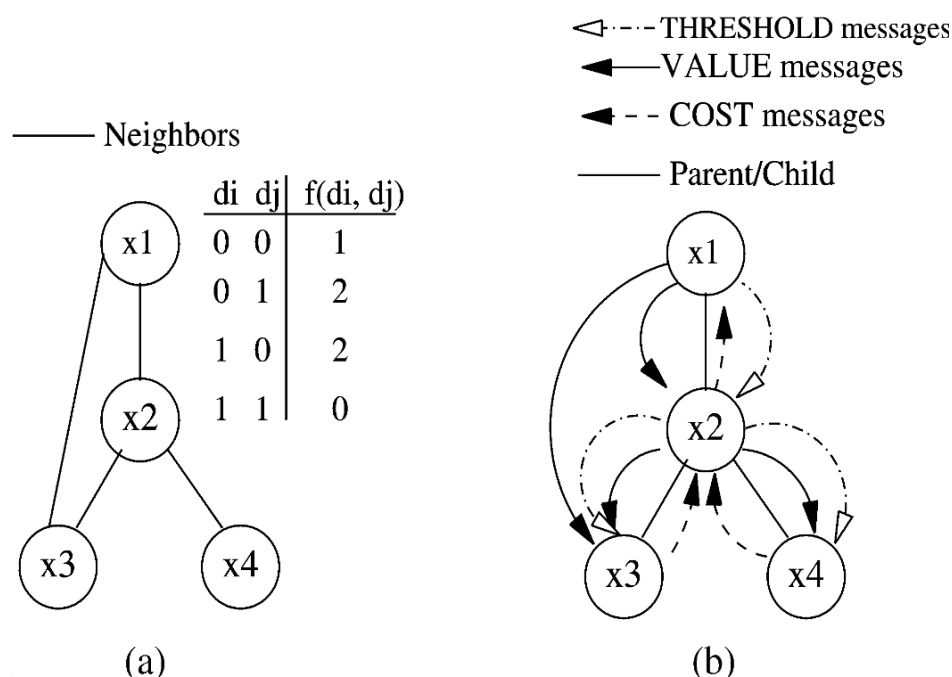 Neighbors
di dj f(di, dj)
0 0 1
0 1 2
1 0 2
1 1 0
x1
x2
x3
x4
(a)
THRESHOLD messages
VALUE messages
COST messages
Parent/Child
x1
x2
x3
x4
(b)